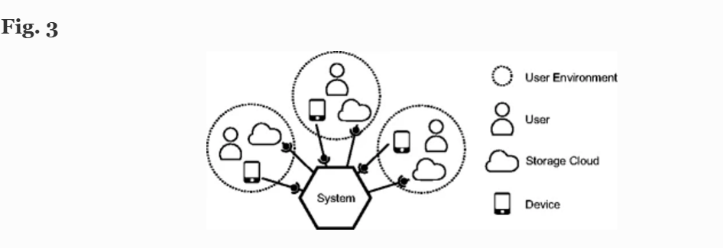 Fig. 3
User Environment
User
Storage Cloud
Device
System